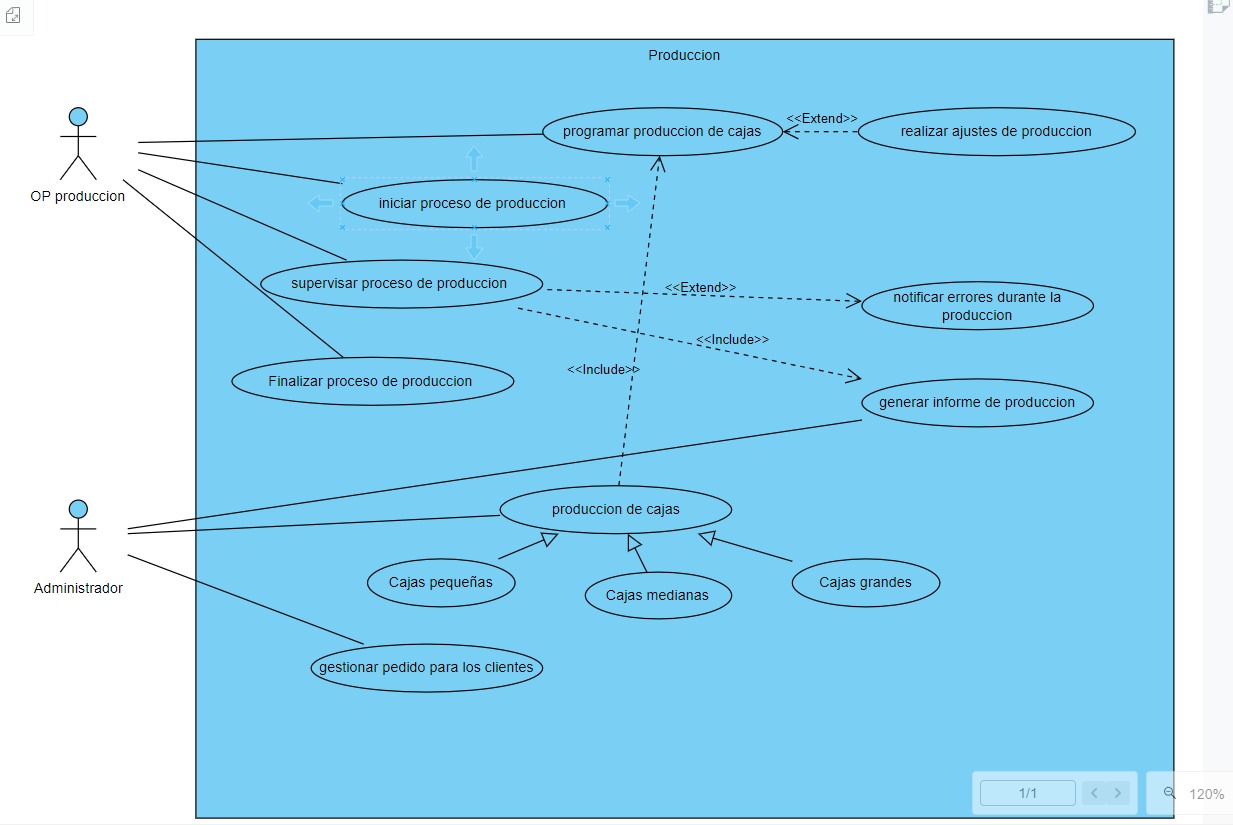 Produccion
programar produccion de cajas
<<Extend>>
realizar ajustes de produccion
OP produccion
iniciar proceso de produccion
supervisar proceso de produccion
<<Extend>>
notificar errores durante la
produccion
<<Include>>
<<Include>>
Finalizar proceso de produccion
generar informe de produccion
produccion de cajas
Administrador
Cajas pequeñas
Cajas medianas
Cajas grandes
gestionar pedido para los clientes
1/1
120%